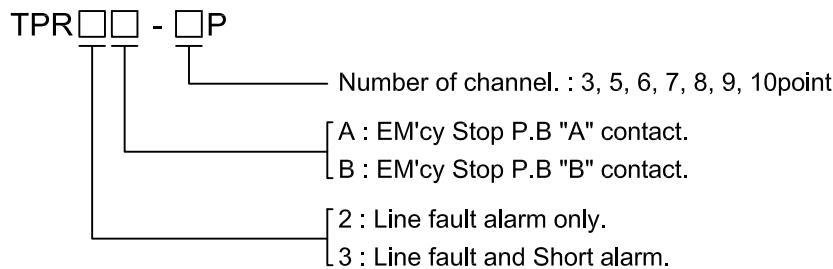 TPR□□ - □P
Number of channel. : 3, 5, 6, 7, 8, 9, 10point
A : EM'cy Stop P.B "A" contact.
B : EM'cy Stop P.B "B" contact.
2 : Line fault alarm only.
3 : Line fault and Short alarm.